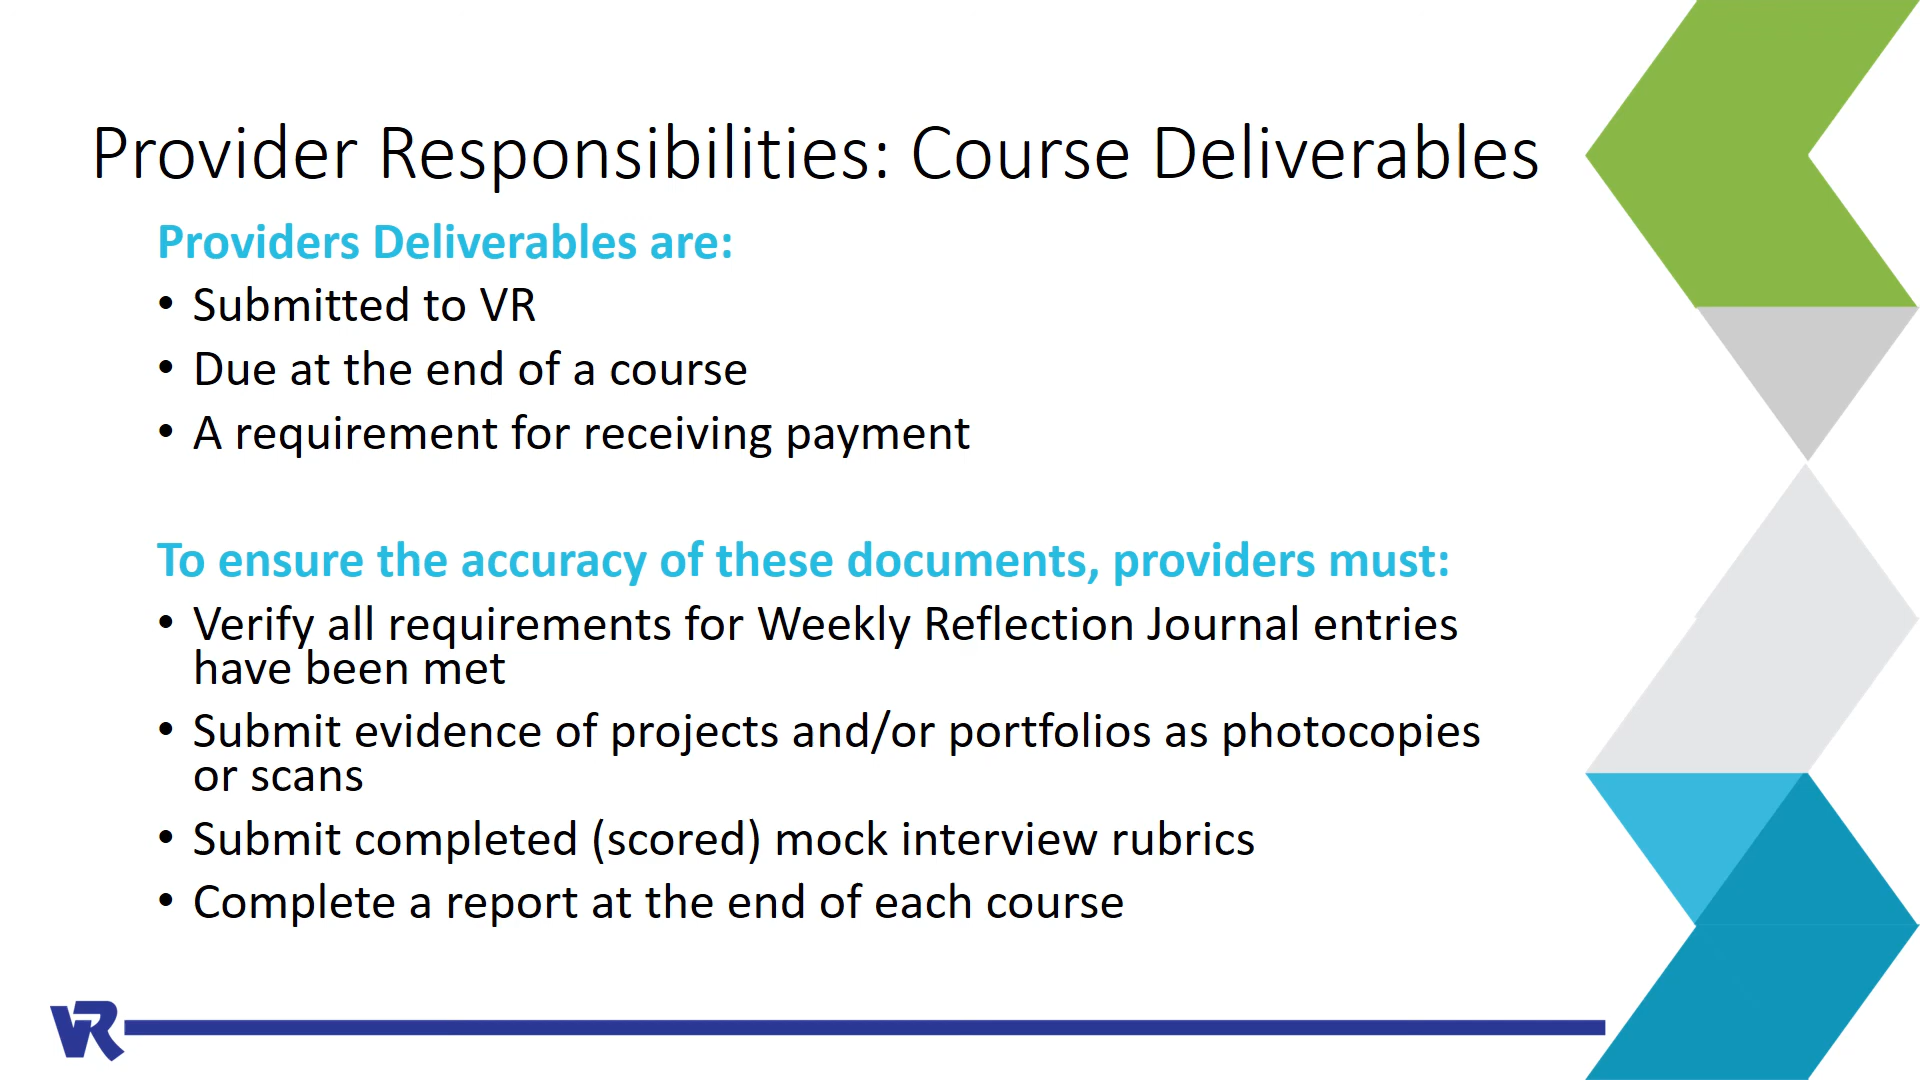 Provider Responsibilities: Course Deliverables
Providers Deliverables are:
• Submitted to VR
• Due at the end of a course
• A requirement for receiving payment
To ensure the accuracy of these documents, providers must:
• Verify all requirements for Weekly Reflection Journal entries
have been met
• Submit evidence of projects and/or portfolios as photocopies
or scans
• Submit completed (scored) mock interview rubrics
• Complete a report at the end of each course
VR